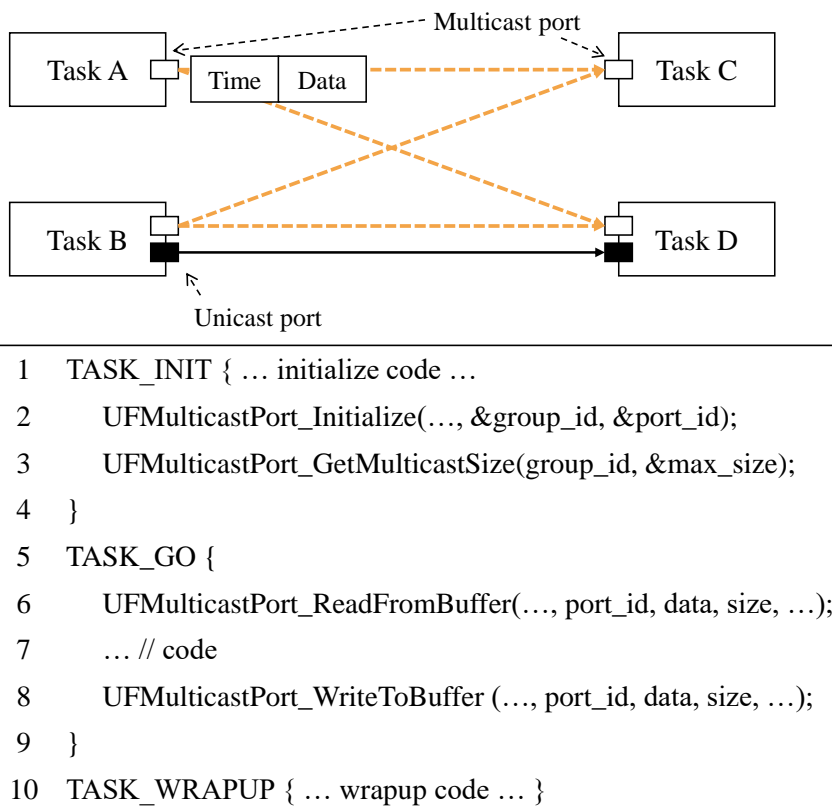 Multicast port
Task A
Time
Data
Task C
Task B
Task D
Unicast port
1 TASK_INIT { … initialize code …
2 UFMulticastPort_Initialize(…, &group_id, &port_id);
3 UFMulticastPort_GetMulticastSize(group_id, &max_size);
4 }
5 TASK_GO {
6 UFMulticastPort_ReadFromBuffer(…, port_id, data, size, …);
7 … // code
8 UFMulticastPort_WriteToBuffer (…, port_id, data, size, …);
9 }
10 TASK_WRAPUP { … wrapup code … }